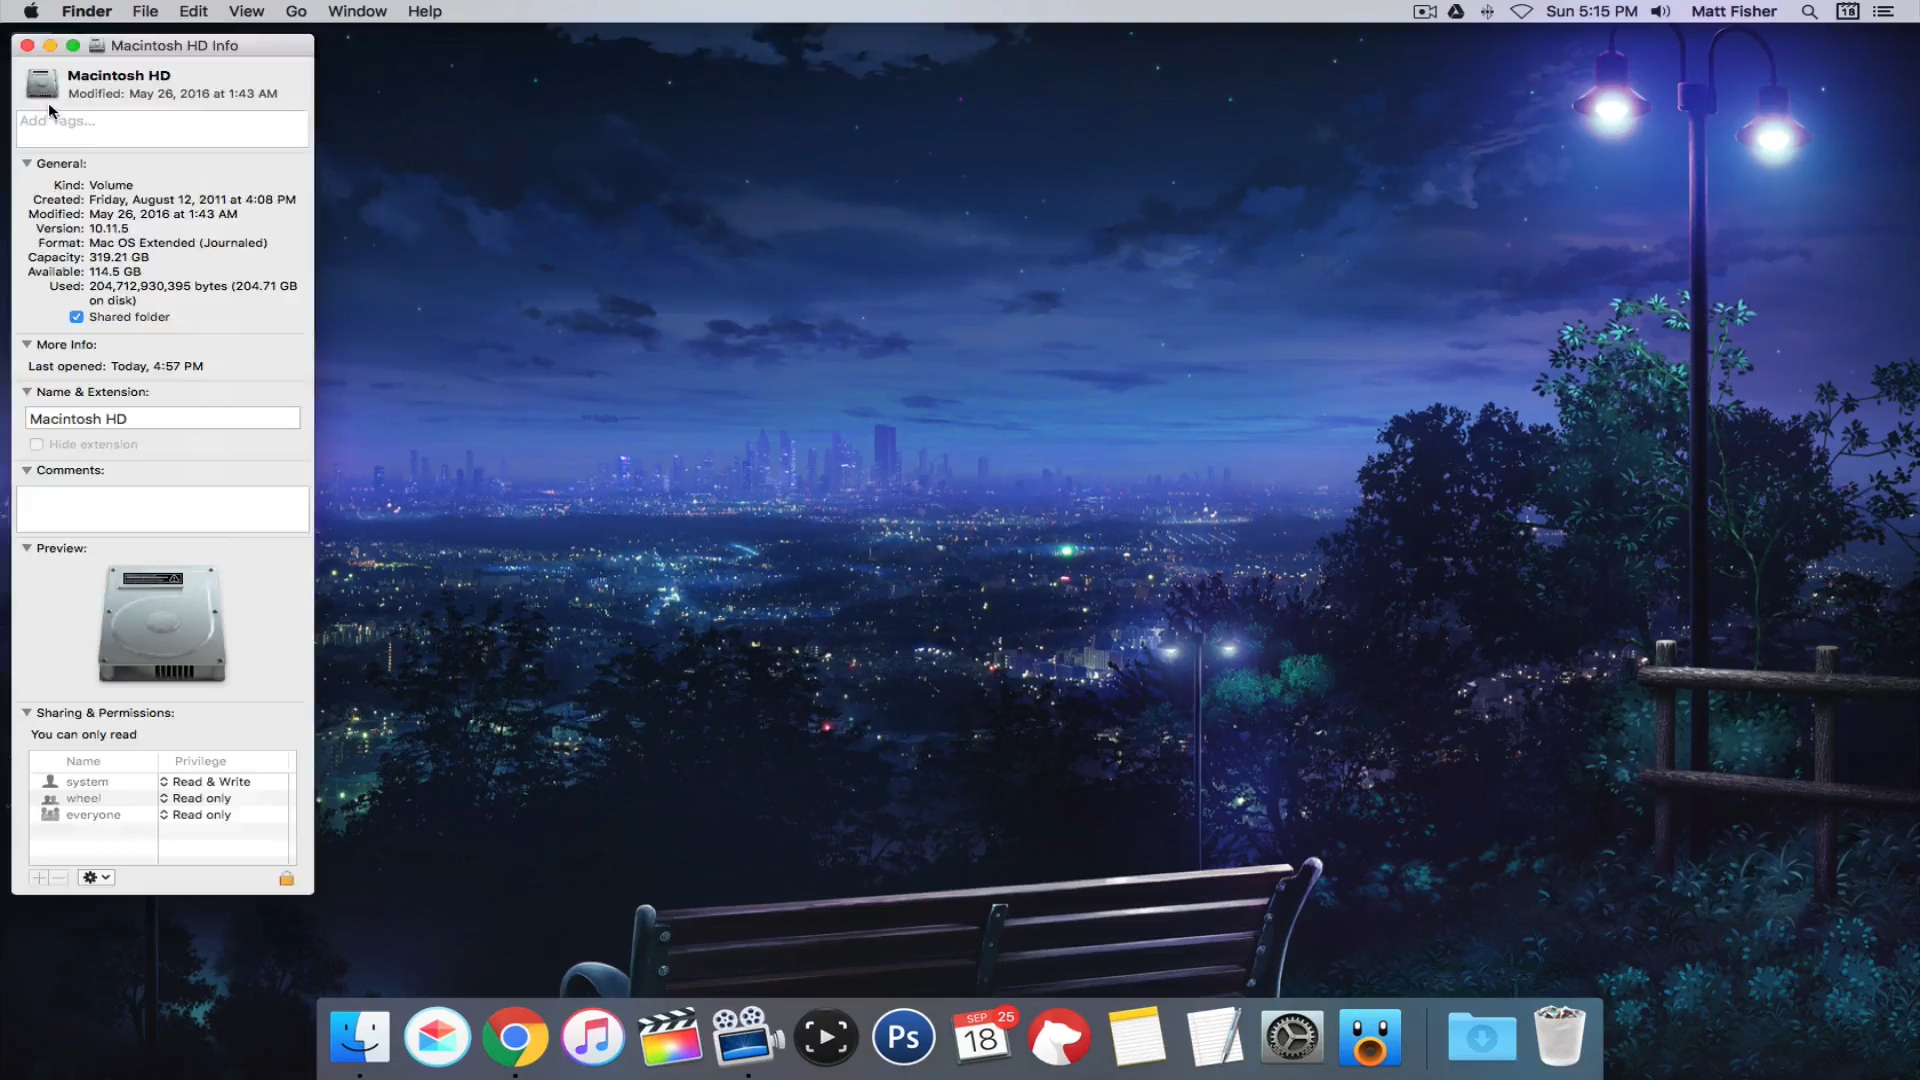 Finder File Edit View Go Window Help
Sun 5:15 PM Matt Fisher 18
Macintosh HD Info
Macintosh HD
Modified: May 26, 2016 at 1:43 AM
Add Tags...
General:
Kind: Volume
Created: Friday, August 12, 2011 at 4:08 PM
Modified: May 26, 2016 at 1:43 AM
Version: 10.11.5
Format: Mac OS Extended (Journaled)
Capacity: 319.21 GB
Available: 114.5 GB
Used: 204,712,930,395 bytes (204.71 GB
on disk)
Shared folder
More Info:
Last opened: Today, 4:57 PM
Name & Extension:
Macintosh HD
Hide extension
Comments:
Preview:
Sharing & Permissions:
You can only read
Name Privilege
system Read & Write
wheel Read only
everyone Read only
Ps
SEP 25
18